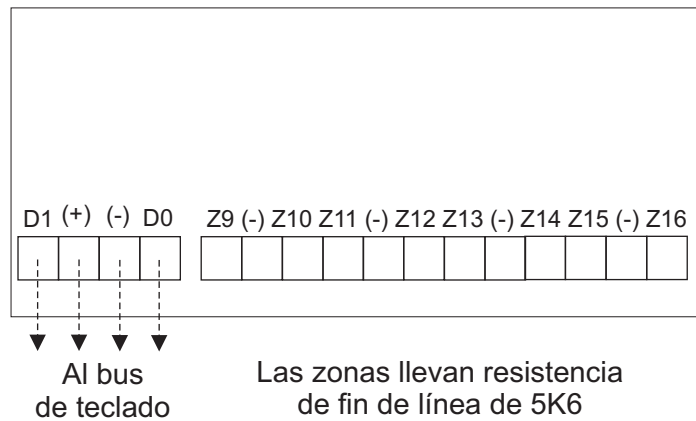 D1 (+) (-) D0 Z9 (-) Z10 Z11 (-) Z12 Z13 (-) Z14 Z15 (-) Z16
Al bus
de teclado
Las zonas llevan resistencia
de fin de línea de 5K6